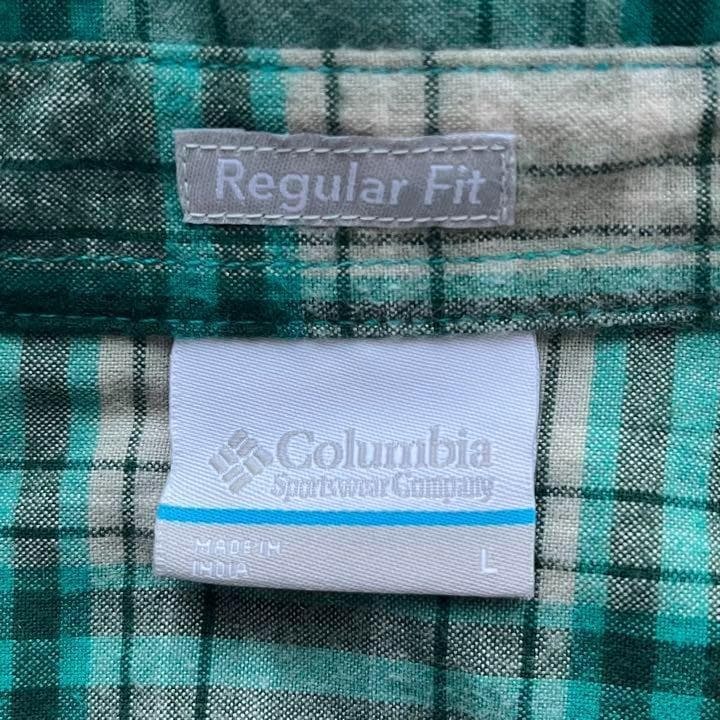 Regular Fit
Columbia
Sportswear Company
MADE IN
INDIA
L